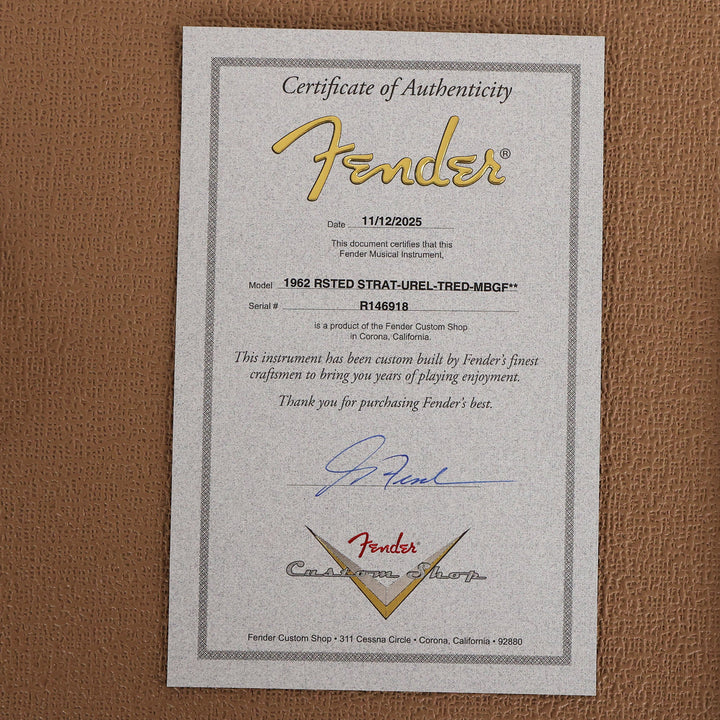 Certificate of Authenticity
Fender®
Date 11/12/2025
This document certifies that this
Fender Musical Instrument,
Model 1962 RSTED STRAT-UREL-TRED-MBGF**
Serial # R146918
is a product of the Fender Custom Shop
in Corona, California.
This instrument has been custom built by Fender's finest
craftsmen to bring you years of playing enjoyment.
Thank you for purchasing Fender's best.
Fender
Custom Shop
Fender Custom Shop • 311 Cessna Circle • Corona, California • 92880